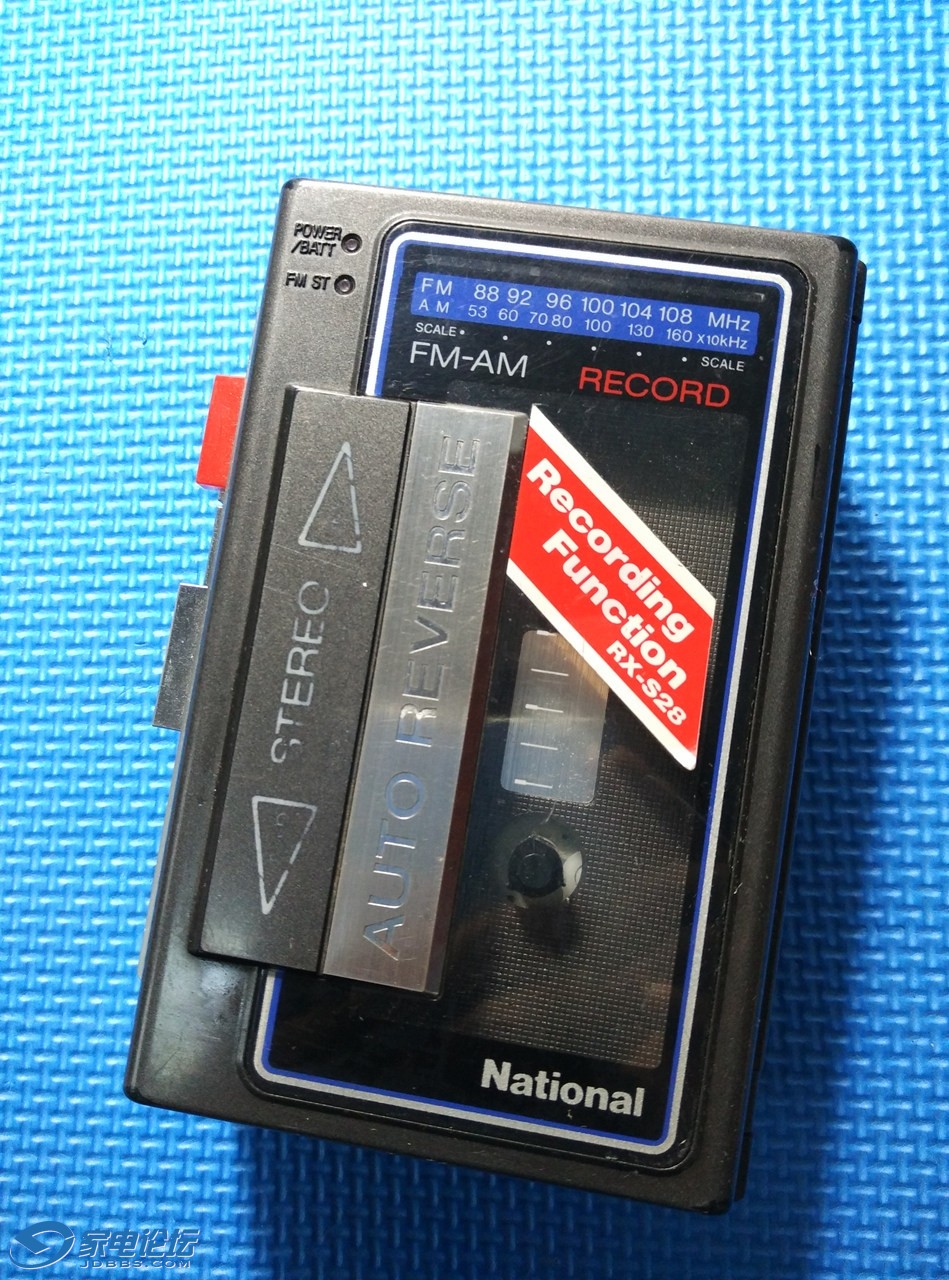 POWER
/BATT
FM ST
FM 88 92 96 100 104 108 MHz
AM 53 60 70 80 100 130 160 x10kHz
SCALE
SCALE
FM-AM
RECORD
STEREO
AUTO REVERSE
Recording
Function
RX-S28
National
家电论坛
JDBBS.COM